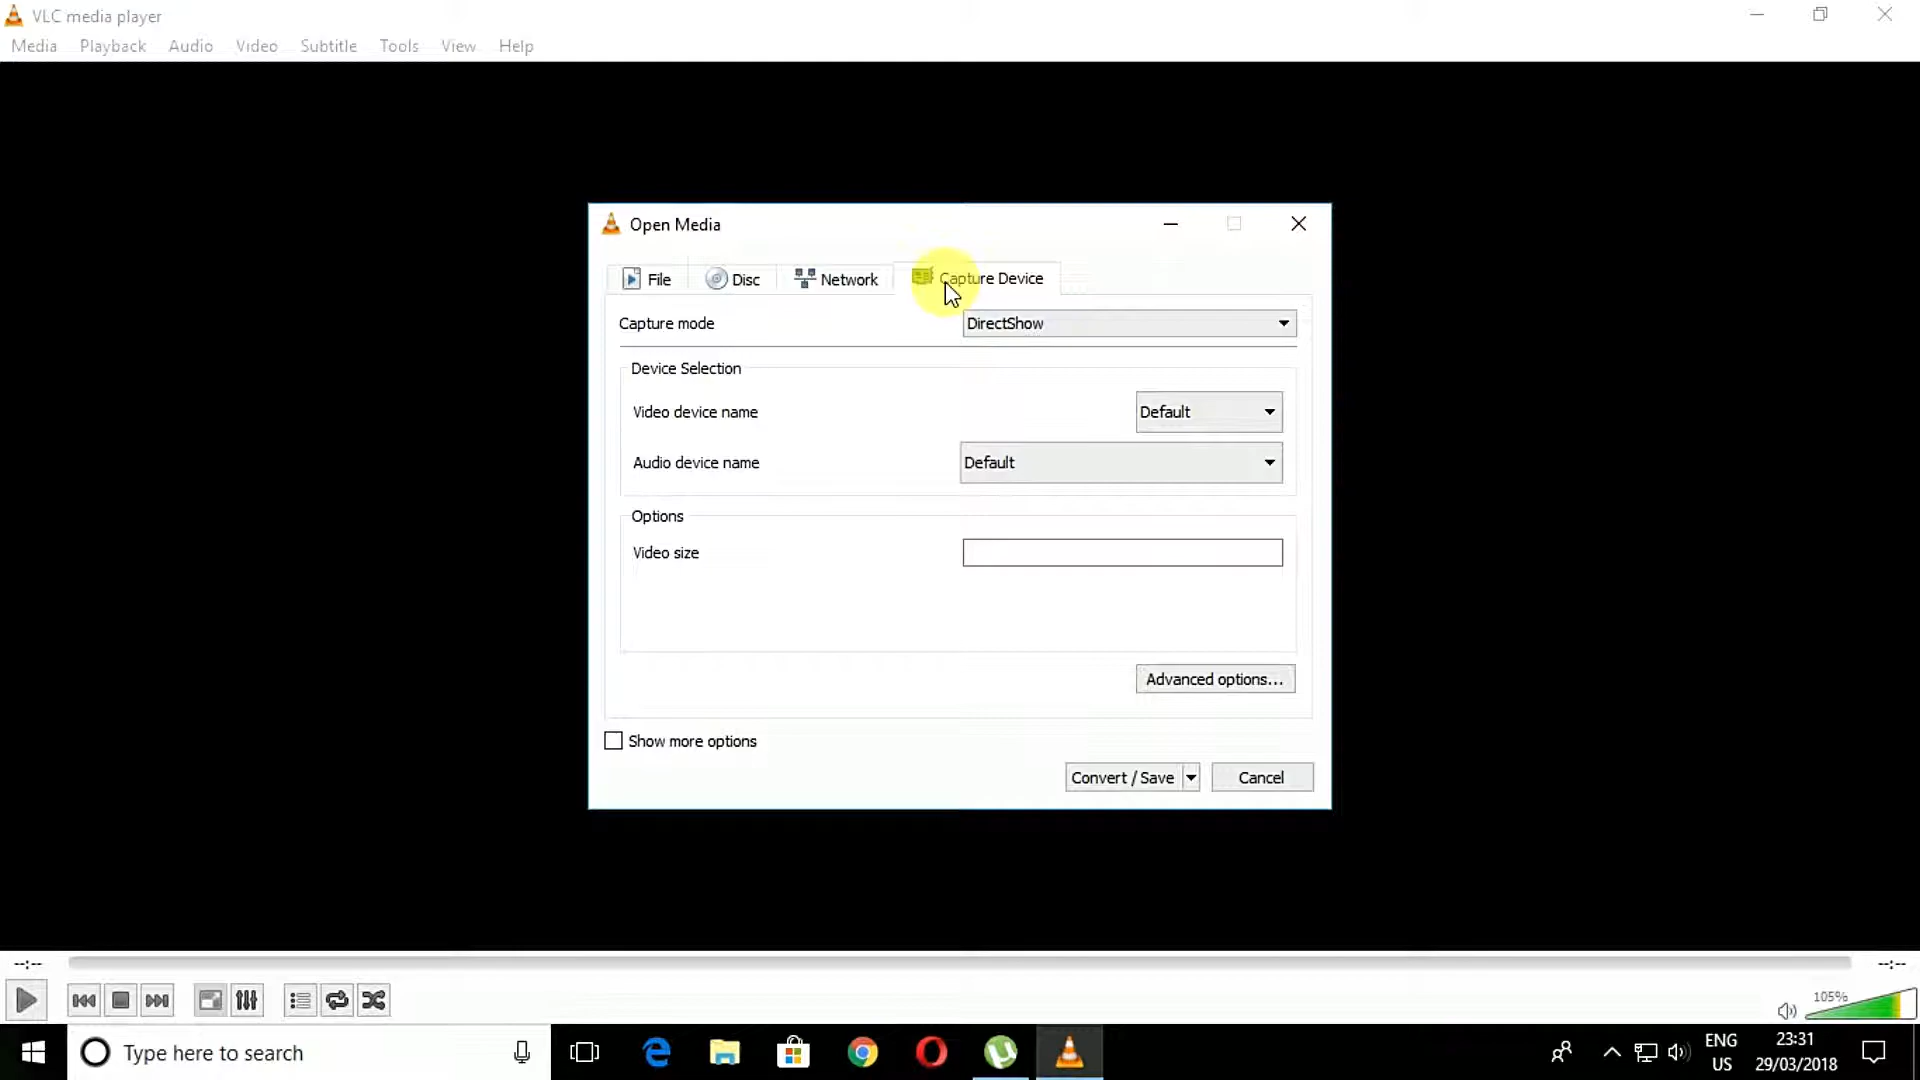 VLC media player
Media Playback Audio Video Subtitle Tools View Help
Open Media
File Disc Network Capture Device
Capture mode DirectShow
Device Selection
Video device name Default
Audio device name Default
Options
Video size
Advanced options...
Show more options
Convert / Save Cancel
--:-- --:--
105%
Type here to search
ENG 23:31
US 29/03/2018